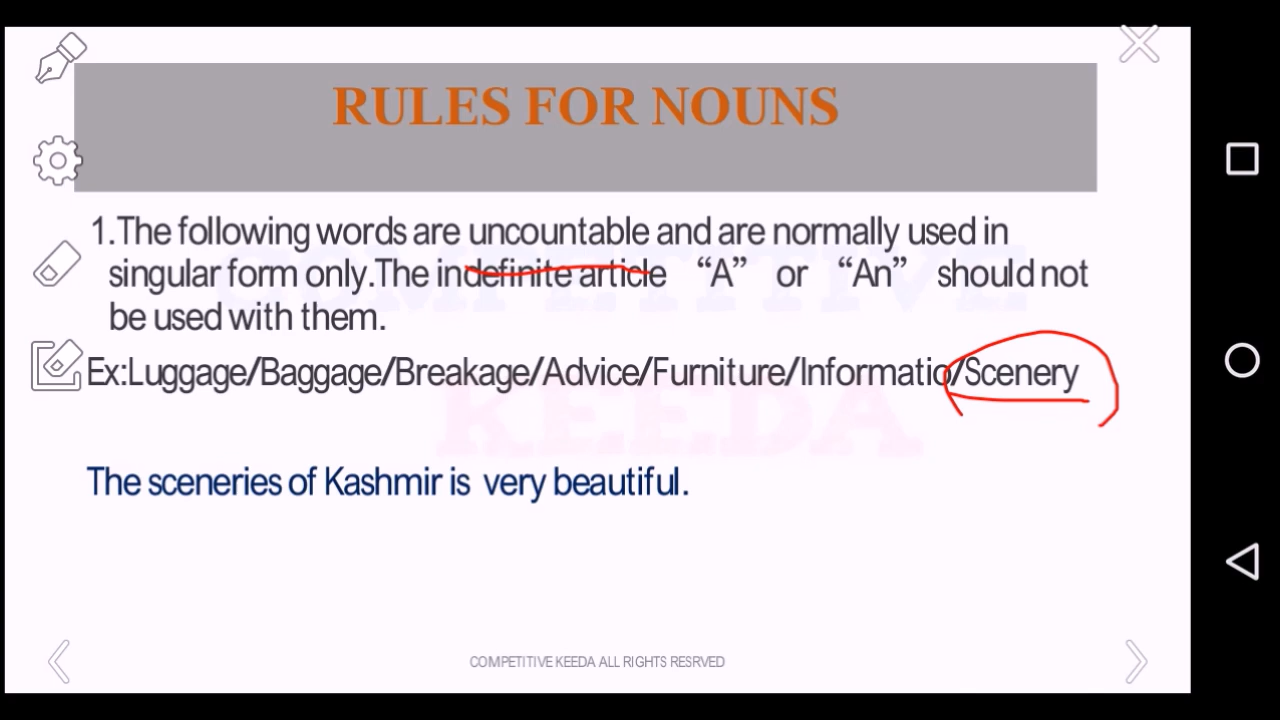 RULES FOR NOUNS
1.The following words are uncountable and are normally used in
singular form only.The indefinite article “A” or “An” should not
be used with them.
Ex:Luggage/Baggage/Breakage/Advice/Furniture/Informatio/Scenery
COMPETITIVE
KEEDA
The sceneries of Kashmir is very beautiful.
COMPETITIVE KEEDA ALL RIGHTS RESRVED